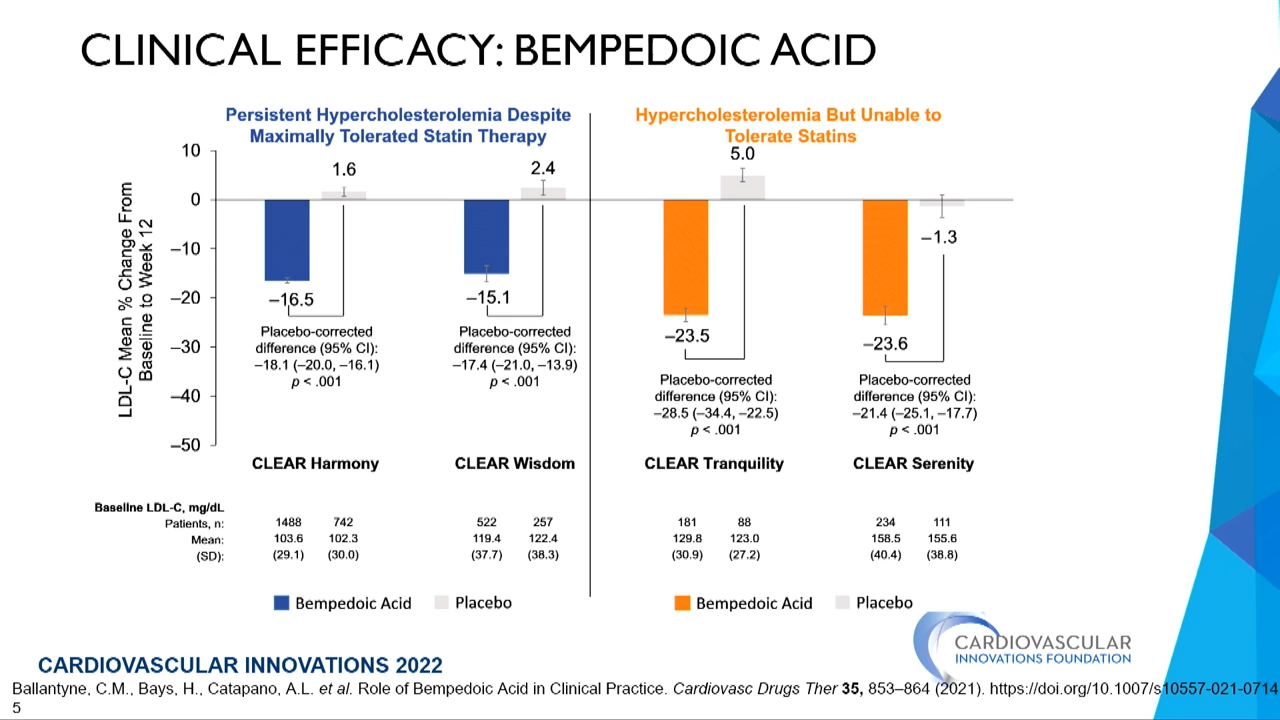 CLINICAL EFFICACY: BEMPEDOIC ACID
Persistent Hypercholesterolemia Despite
Maximally Tolerated Statin Therapy
Hypercholesterolemia But Unable to
Tolerate Statins
LDL-C Mean % Change From
Baseline to Week 12
10
0
–10
–20
–30
–40
–50
1.6
–16.5
Placebo-corrected
difference (95% CI):
–18.1 (–20.0, –16.1)
p < .001
CLEAR Harmony
2.4
–15.1
Placebo-corrected
difference (95% CI):
–17.4 (–21.0, –13.9)
p < .001
CLEAR Wisdom
5.0
–23.5
Placebo-corrected
difference (95% CI):
–28.5 (–34.4, –22.5)
p < .001
CLEAR Tranquility
–1.3
–23.6
Placebo-corrected
difference (95% CI):
–21.4 (–25.1, –17.7)
p < .001
CLEAR Serenity
Baseline LDL-C, mg/dL
Patients, n: 1488 742 522 257 181 88 234 111
Mean: 103.6 102.3 119.4 122.4 129.8 123.0 158.5 155.6
(SD): (29.1) (30.0) (37.7) (38.3) (30.9) (27.2) (40.4) (38.8)
Bempedoic Acid Placebo
Bempedoic Acid Placebo
CARDIOVASCULAR
INNOVATIONS FOUNDATION
CARDIOVASCULAR INNOVATIONS 2022
Ballantyne, C.M., Bays, H., Catapano, A.L. et al. Role of Bempedoic Acid in Clinical Practice. Cardiovasc Drugs Ther 35, 853–864 (2021). https://doi.org/10.1007/s10557-021-0714
5